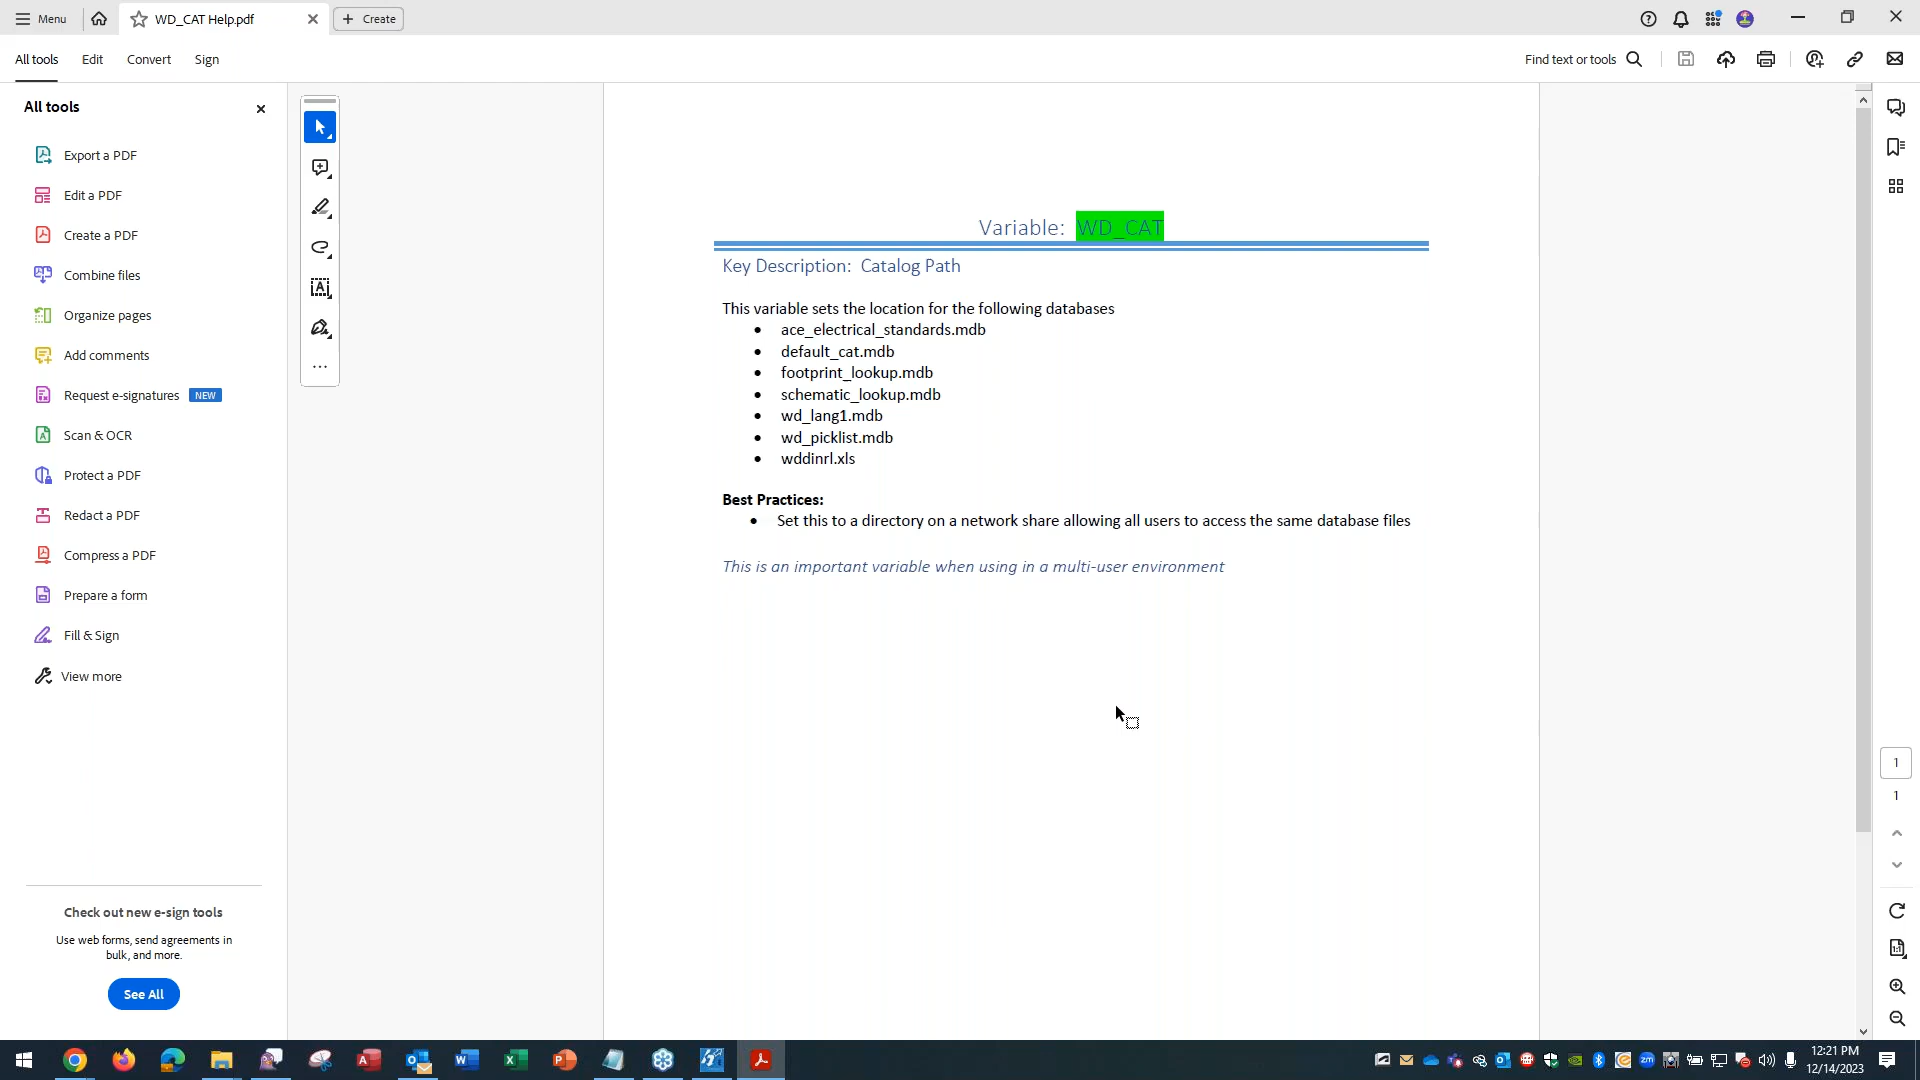 Menu
WD_CAT Help.pdf
Create
All tools
Edit
Convert
Sign
Find text or tools
All tools
Export a PDF
Edit a PDF
Create a PDF
Combine files
Organize pages
Add comments
Request e-signatures NEW
Scan & OCR
Protect a PDF
Redact a PDF
Compress a PDF
Prepare a form
Fill & Sign
View more
Check out new e-sign tools
Use web forms, send agreements in
bulk, and more.
See All
Variable: WD_CAT
Key Description: Catalog Path
This variable sets the location for the following databases
• ace_electrical_standards.mdb
• default_cat.mdb
• footprint_lookup.mdb
• schematic_lookup.mdb
• wd_lang1.mdb
• wd_picklist.mdb
• wddinrl.xls
Best Practices:
• Set this to a directory on a network share allowing all users to access the same database files
This is an important variable when using in a multi-user environment
1
1
12:21 PM
12/14/2023